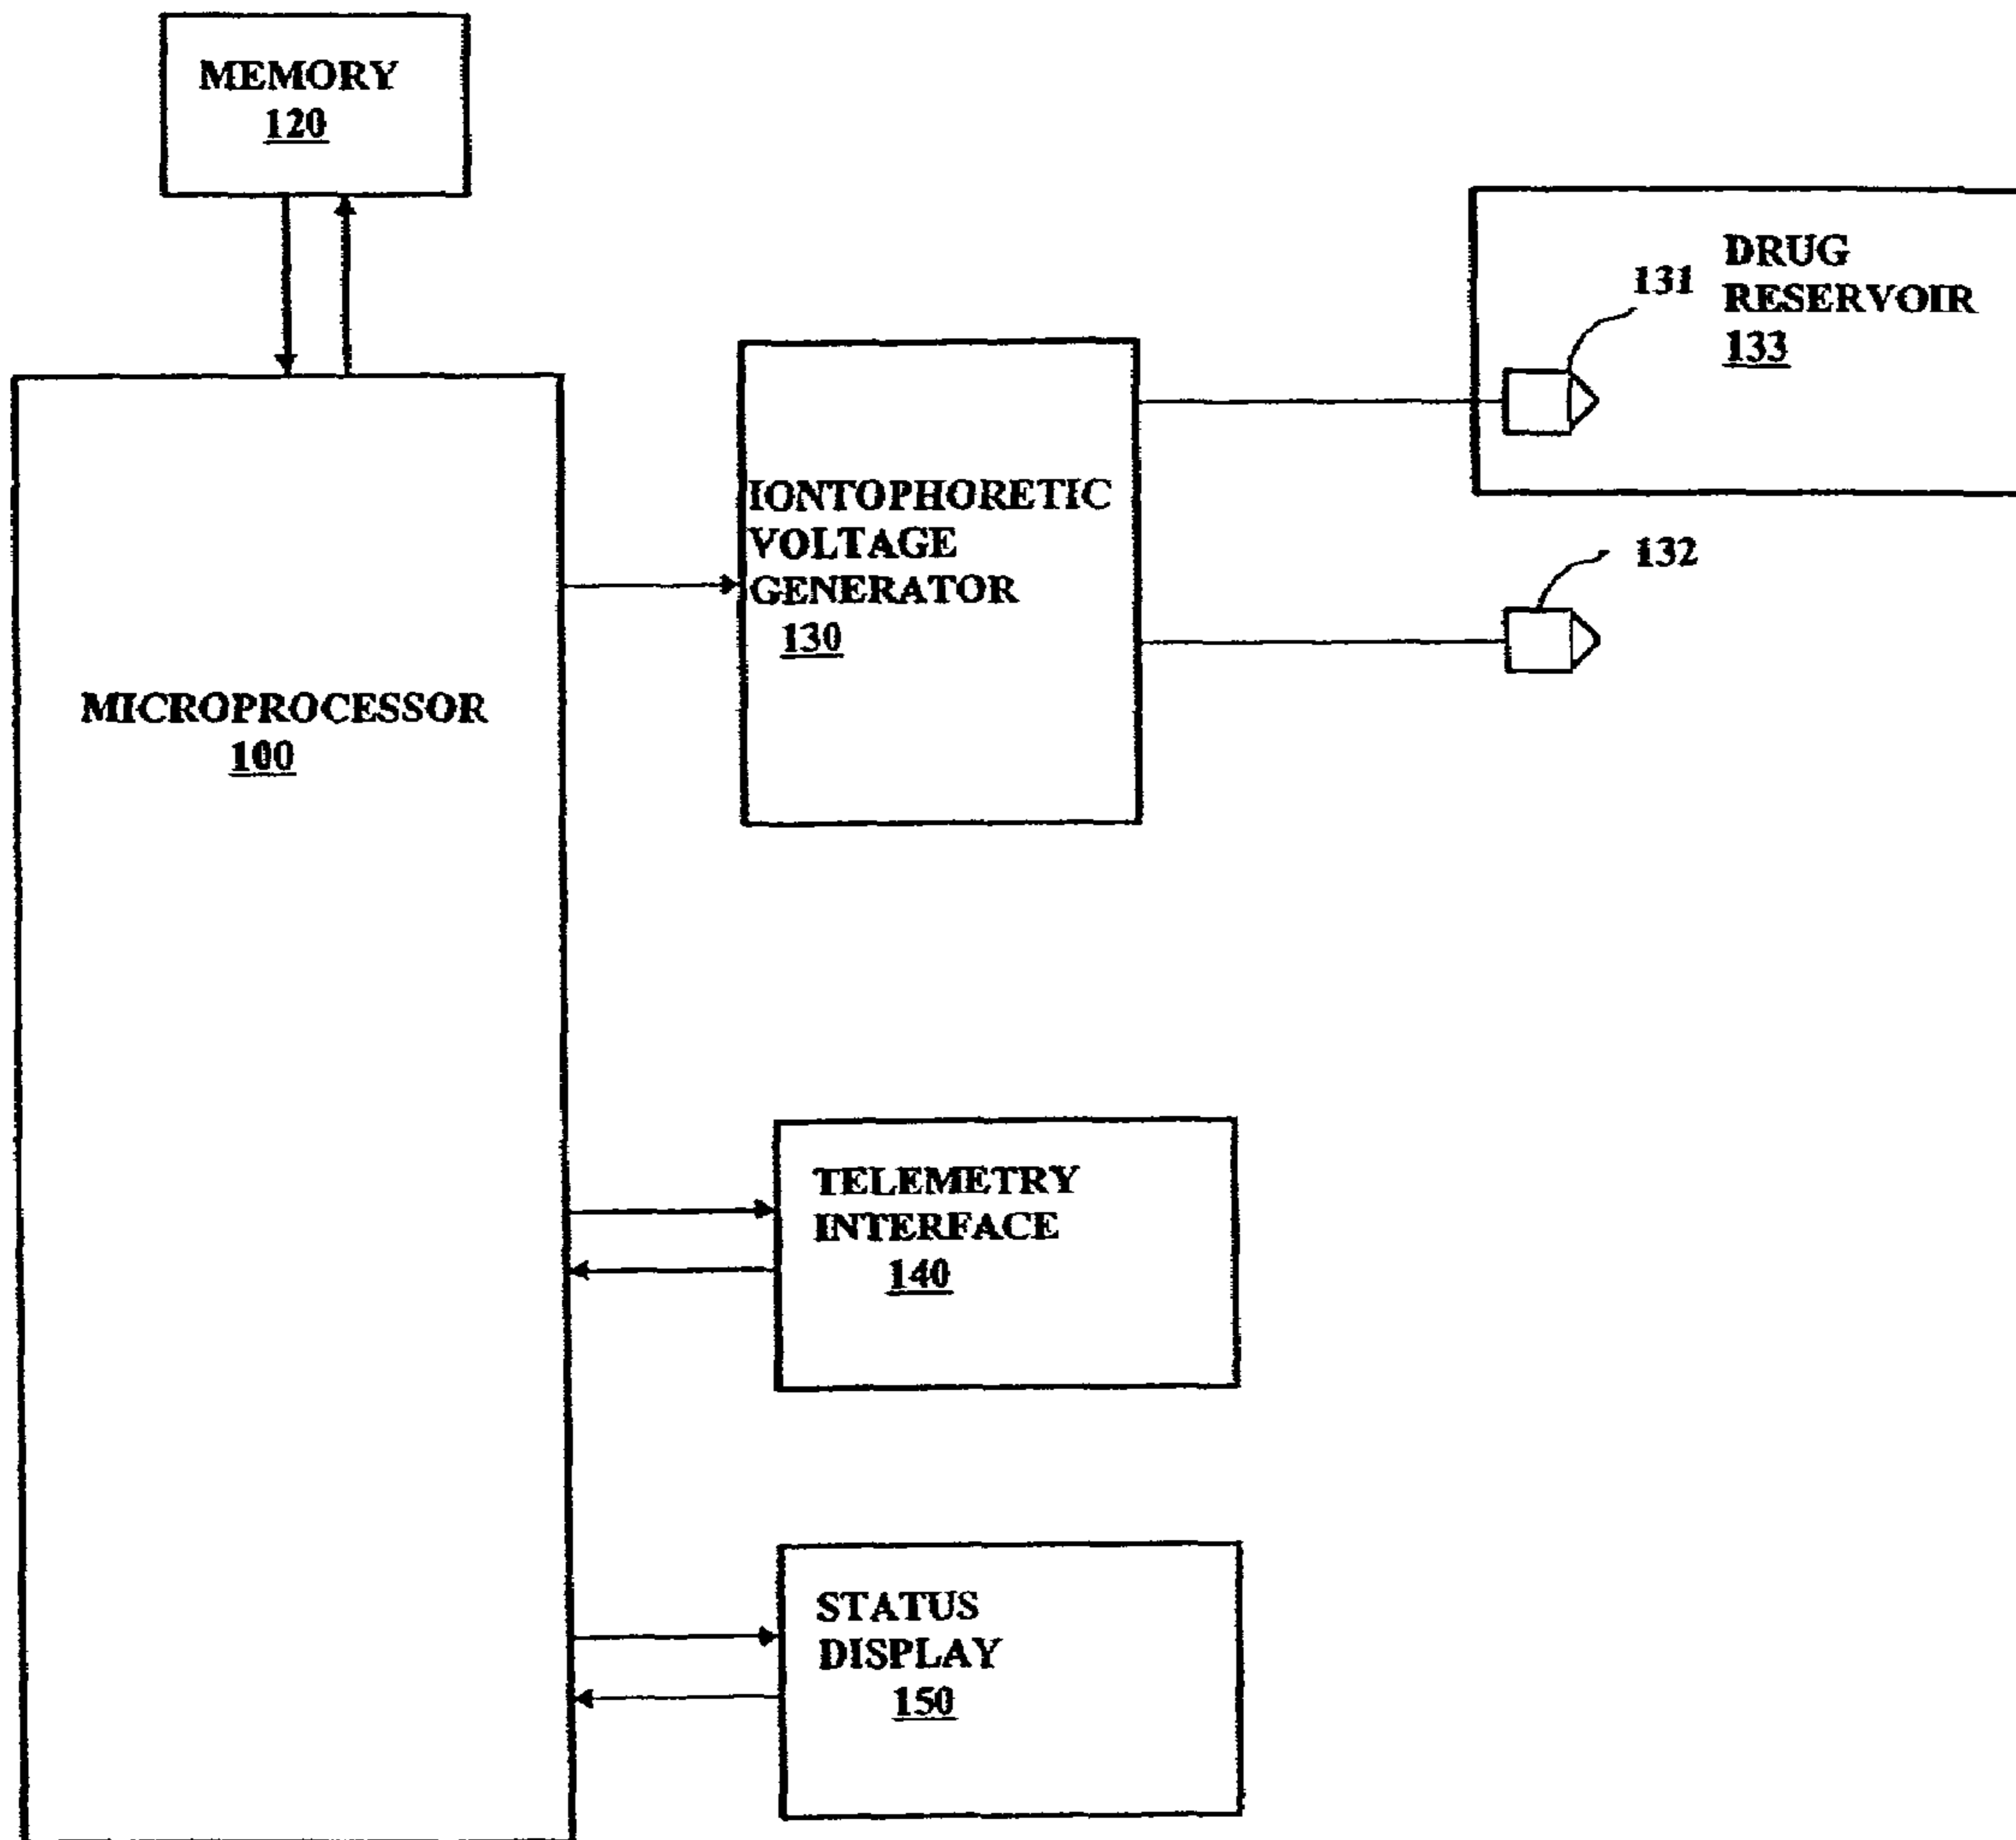 MEMORY
120
131
DRUG
RESERVOIR
133
IONTOPHORETIC
VOLTAGE
GENERATOR
130
132
MICROPROCESSOR
100
TELEMETRY
INTERFACE
140
STATUS
DISPLAY
150